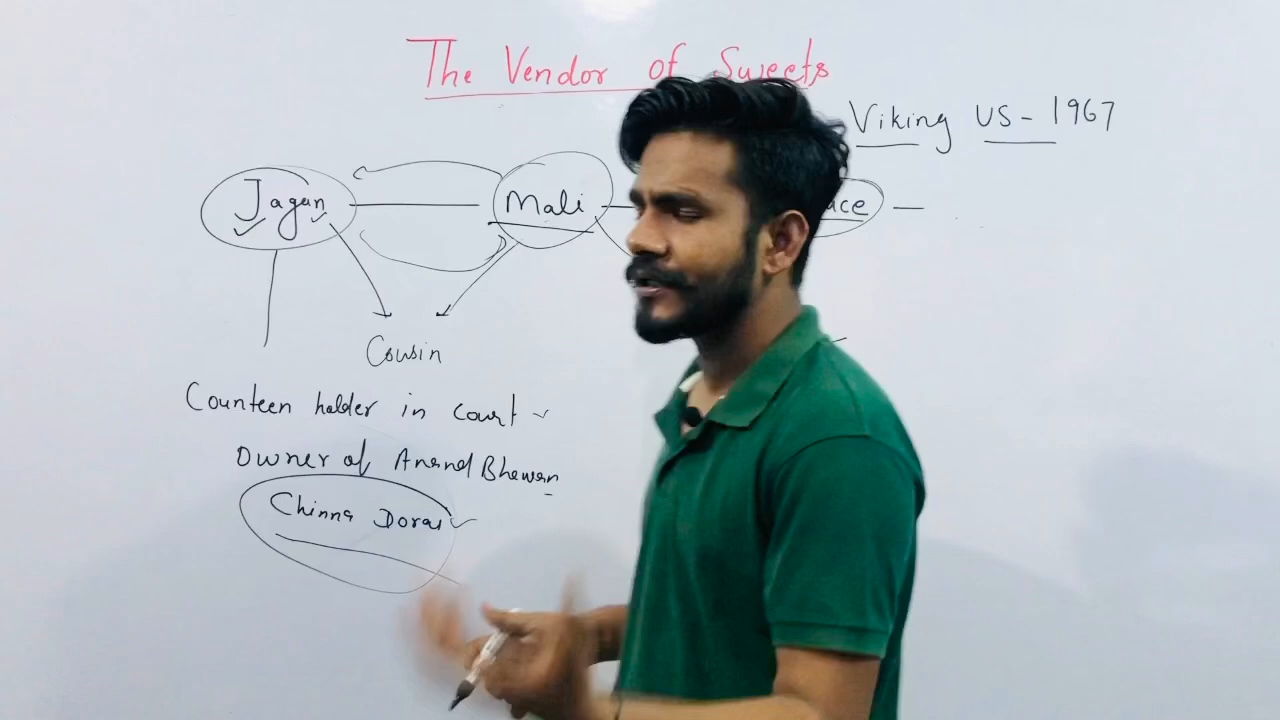 The Vendor of Sweets
Viking US - 1967
Jagan
Mali
Cousin
Counteen holder in court
Owner of Anand Bhawan
Chinna Dorai